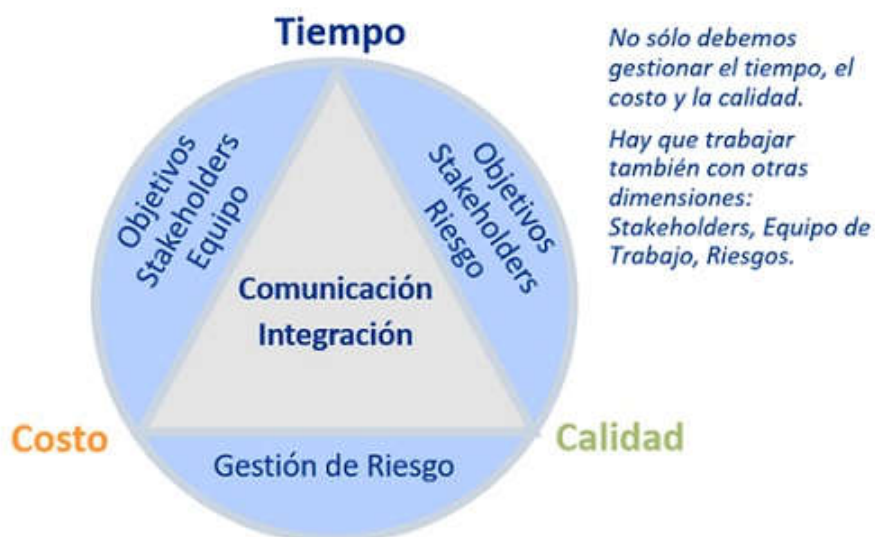 Tiempo
No sólo debemos
gestionar el tiempo, el
costo y la calidad.
Hay que trabajar
también con otras
dimensiones:
Stakeholders, Equipo de
Trabajo, Riesgos.
Objetivos
Stakeholders
Equipo
Objetivos
Stakeholders
Riesgo
Comunicación
Integración
Costo
Calidad
Gestión de Riesgo